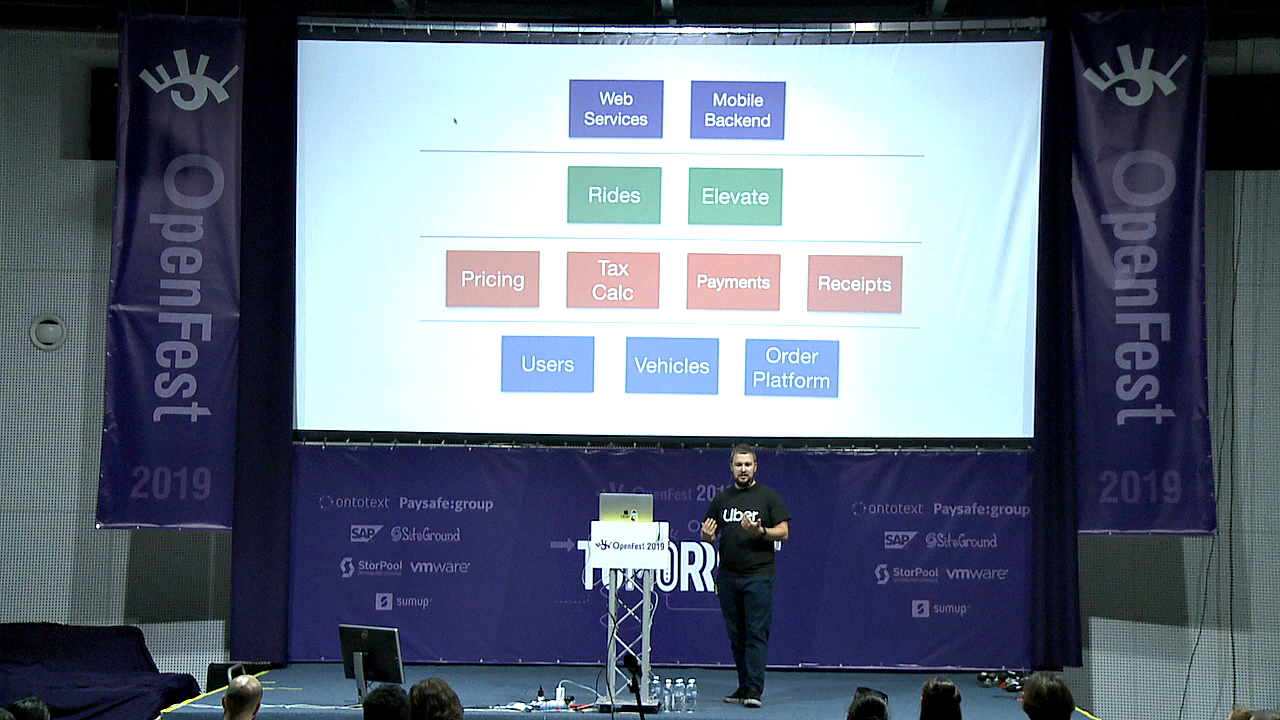 Web
Services
Mobile
Backend
Rides
Elevate
Pricing
Tax
Calc
Payments
Receipts
Users
Vehicles
Order
Platform
OpenFest
2019
OpenFest
2019
ontotext Paysafe:group
SAP SiteGround
StorPool vmware
sumup
OpenFest 2019
OpenFest 2019
Uber
ontotext Paysafe:group
SAP SiteGround
StorPool vmware
sumup